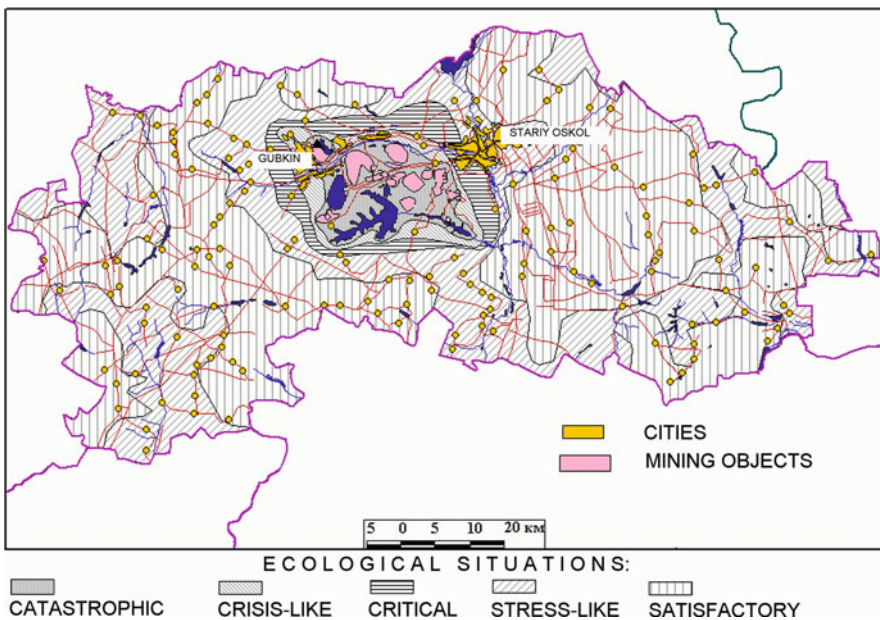 STARIY OSKOL
GUBKIN
CITIES
MINING OBJECTS
5 0 5 10 20 км
ECOLOGICAL SITUATIONS:
CATASTROPHIC CRISIS-LIKE CRITICAL STRESS-LIKE SATISFACTORY